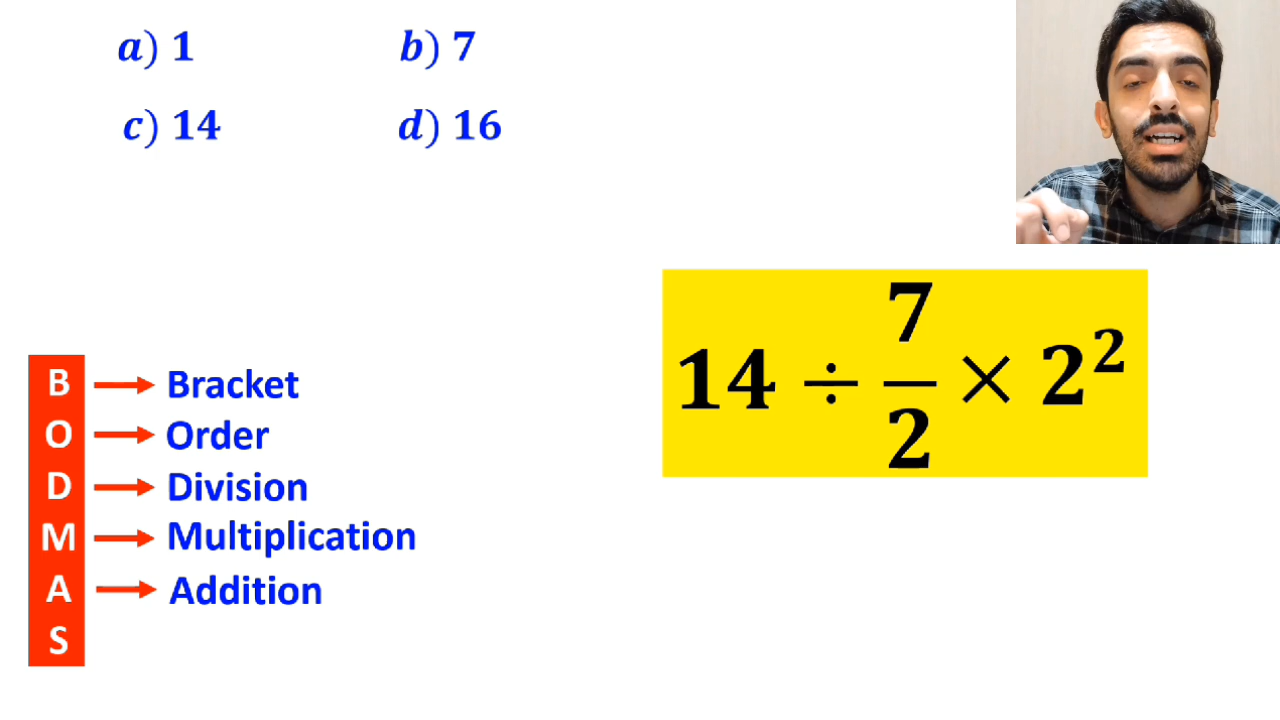 a) 1
b) 7
c) 14
d) 16
B → Bracket
O → Order
D → Division
M → Multiplication
A → Addition
S
14 ÷ 7/2 × 2²